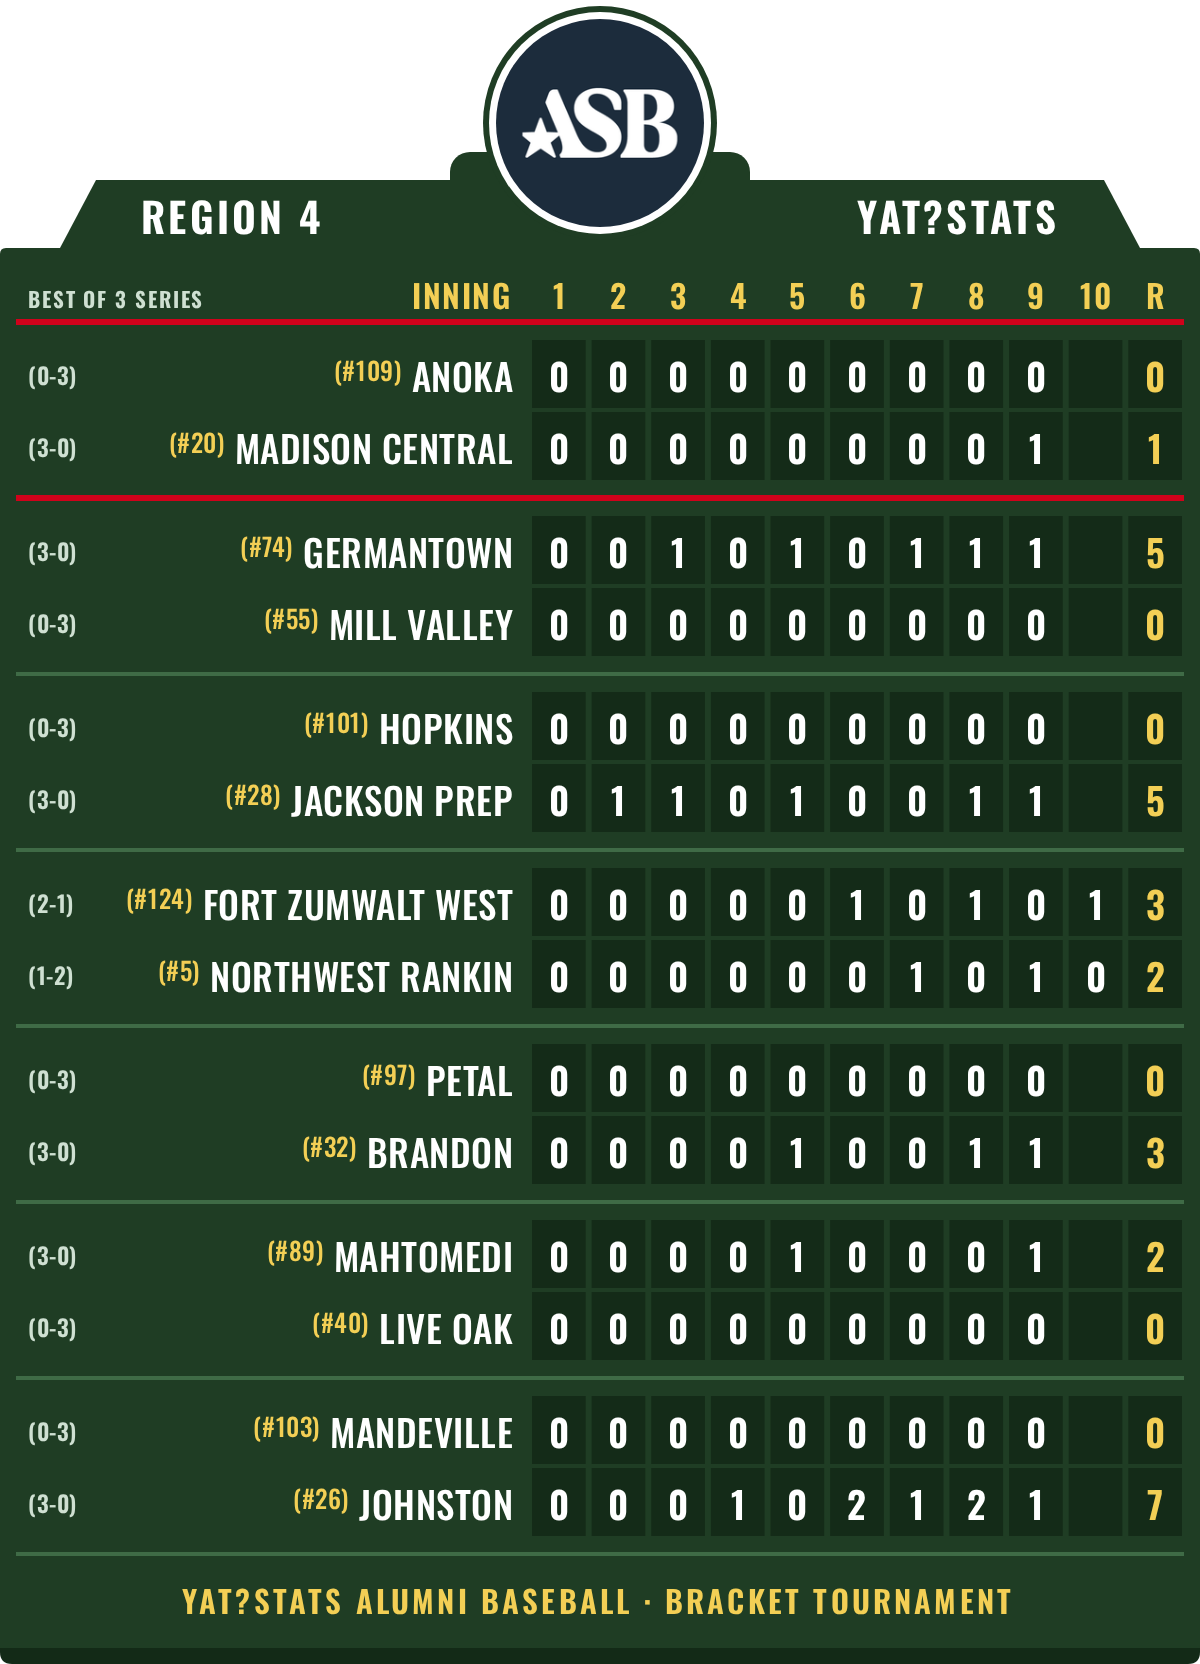 ASB
REGION 4 YAT?STATS
BEST OF 3 SERIES INNING 1 2 3 4 5 6 7 8 9 10 R
(0-3) (#109) ANOKA 0 0 0 0 0 0 0 0 0 0
(3-0) (#20) MADISON CENTRAL 0 0 0 0 0 0 0 0 1 1
(3-0) (#74) GERMANTOWN 0 0 1 0 1 0 1 1 1 5
(0-3) (#55) MILL VALLEY 0 0 0 0 0 0 0 0 0 0
(0-3) (#101) HOPKINS 0 0 0 0 0 0 0 0 0 0
(3-0) (#28) JACKSON PREP 0 1 1 0 1 0 0 1 1 5
(2-1) (#124) FORT ZUMWALT WEST 0 0 0 0 0 1 0 1 0 1 3
(1-2) (#5) NORTHWEST RANKIN 0 0 0 0 0 0 1 0 1 0 2
(0-3) (#97) PETAL 0 0 0 0 0 0 0 0 0 0
(3-0) (#32) BRANDON 0 0 0 0 1 0 0 1 1 3
(3-0) (#89) MAHTOMEDI 0 0 0 0 1 0 0 0 1 2
(0-3) (#40) LIVE OAK 0 0 0 0 0 0 0 0 0 0
(0-3) (#103) MANDEVILLE 0 0 0 0 0 0 0 0 0 0
(3-0) (#26) JOHNSTON 0 0 0 1 0 2 1 2 1 7
YAT?STATS ALUMNI BASEBALL · BRACKET TOURNAMENT